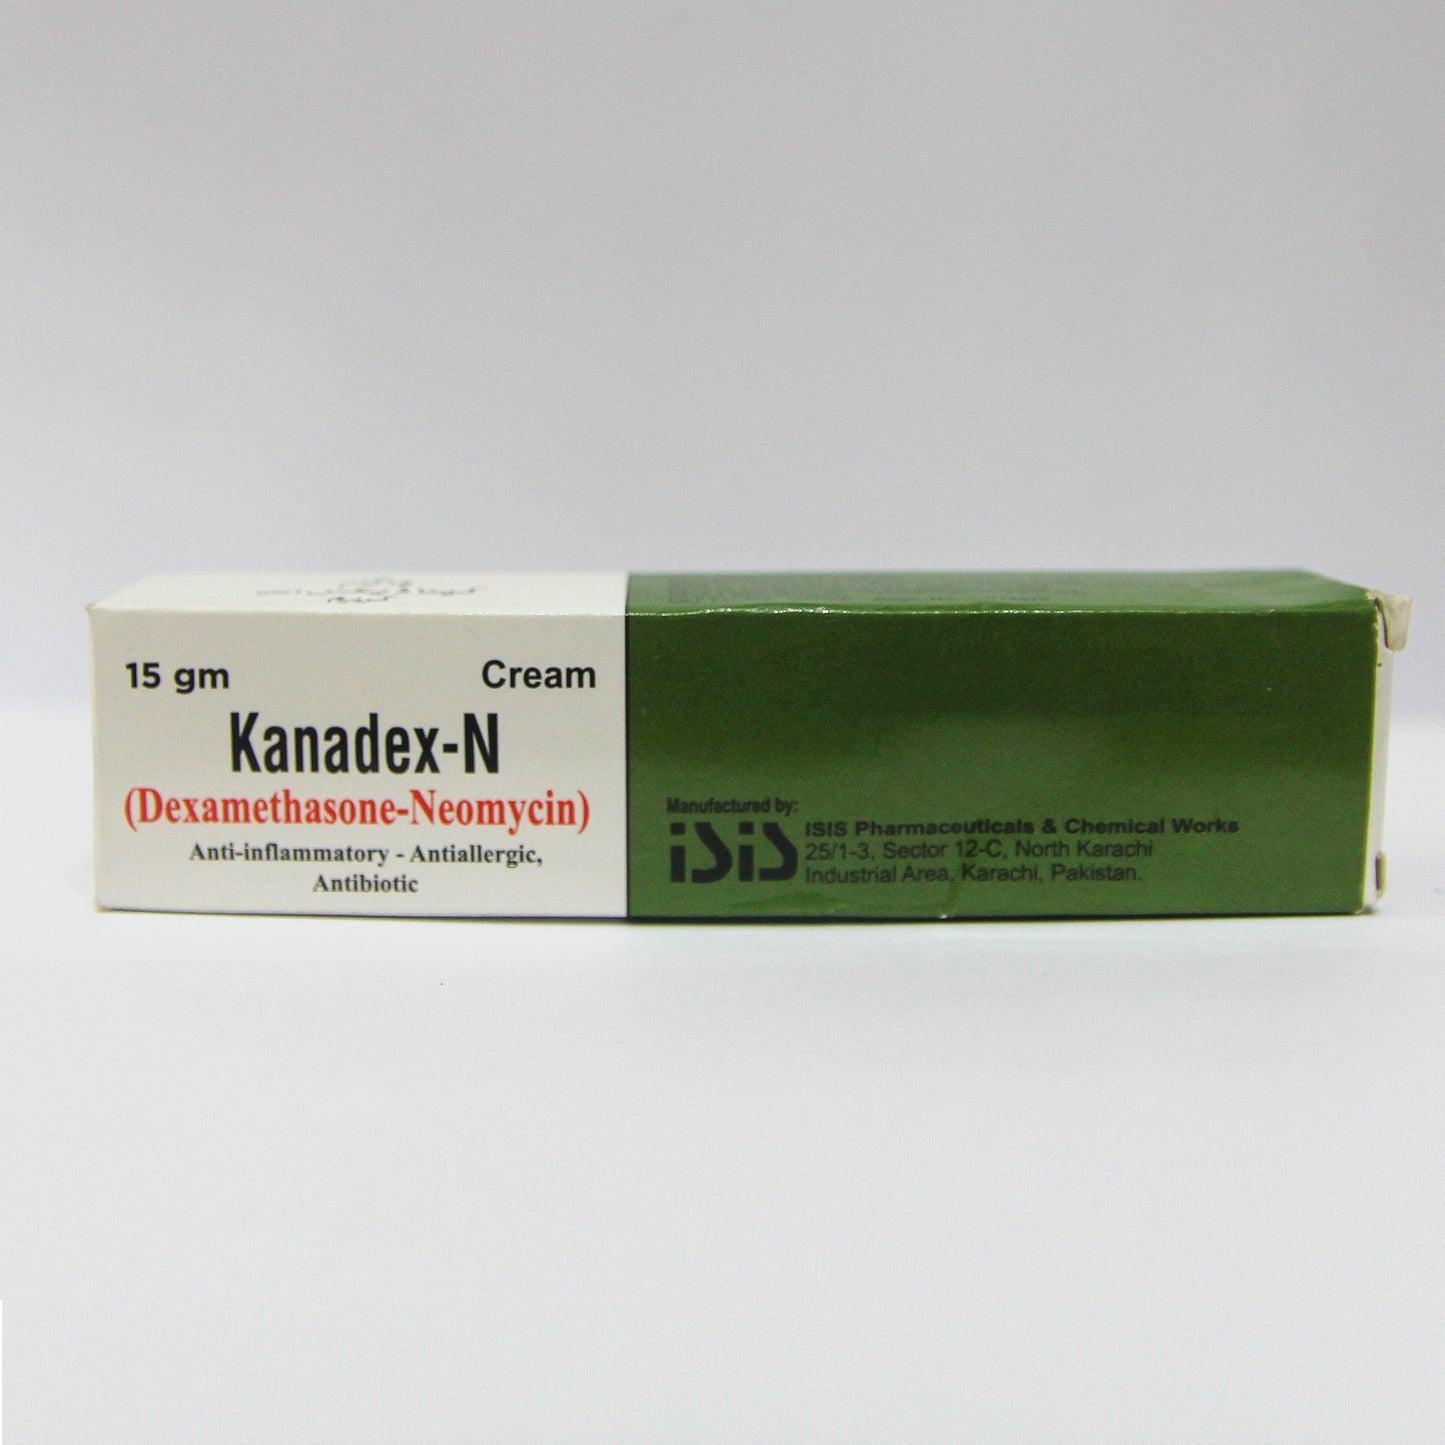 15 gm Cream
Kanadex-N
(Dexamethasone-Neomycin)
Anti-inflammatory - Antiallergic,
Antibiotic
Manufactured by:
isis
ISIS Pharmaceuticals & Chemical Works
25/1-3, Sector 12-C, North Karachi
Industrial Area, Karachi, Pakistan.